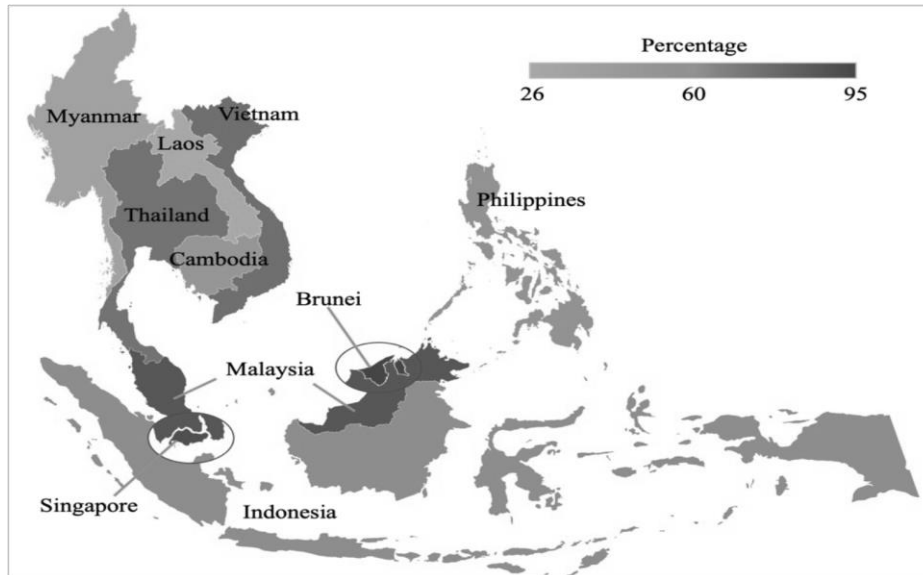 Percentage
26 60 95
Myanmar
Vietnam
Laos
Thailand
Philippines
Cambodia
Brunei
Malaysia
Singapore
Indonesia